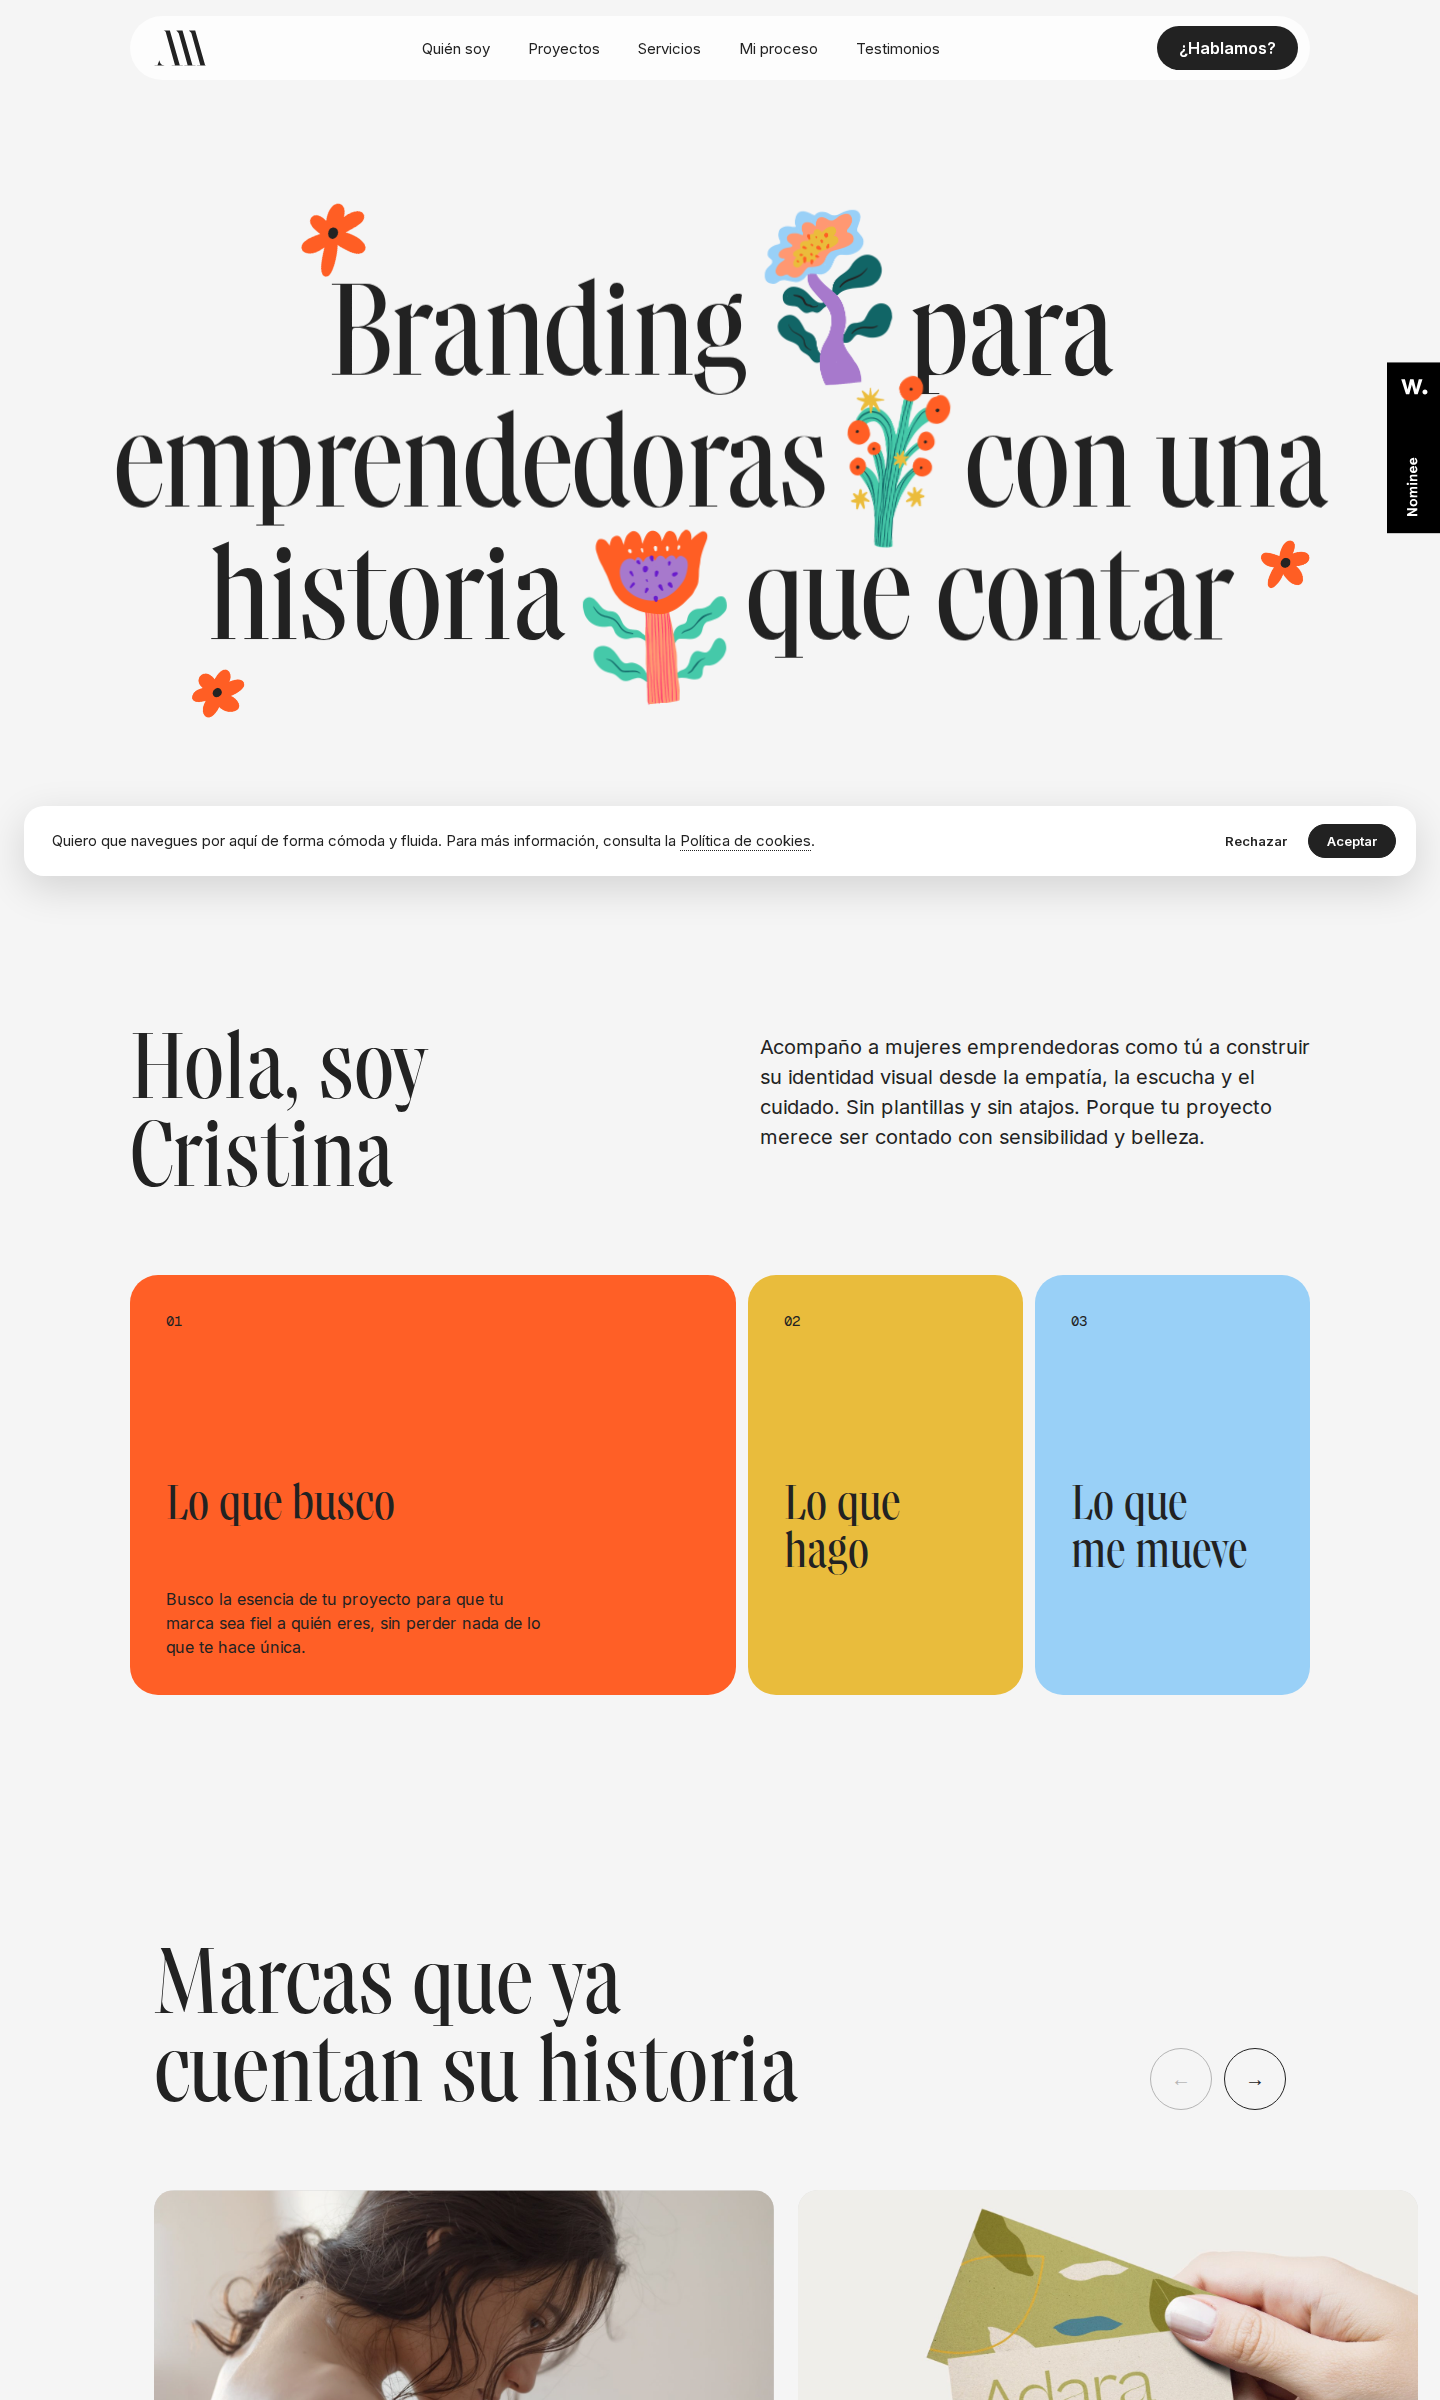 Quién soy
Proyectos
Servicios
Mi proceso
Testimonios
¿Hablamos?
Branding para
emprendedoras con una
historia que contar
W.
Nominee
Quiero que navegues por aquí de forma cómoda y fluida. Para más información, consulta la Política de cookies.
Rechazar
Aceptar
Hola, soy
Cristina
Acompaño a mujeres emprendedoras como tú a construir
su identidad visual desde la empatía, la escucha y el
cuidado. Sin plantillas y sin atajos. Porque tu proyecto
merece ser contado con sensibilidad y belleza.
01
Lo que busco
Busco la esencia de tu proyecto para que tu
marca sea fiel a quién eres, sin perder nada de lo
que te hace única.
02
Lo que
hago
03
Lo que
me mueve
Marcas que ya
cuentan su historia
←
→
Adara